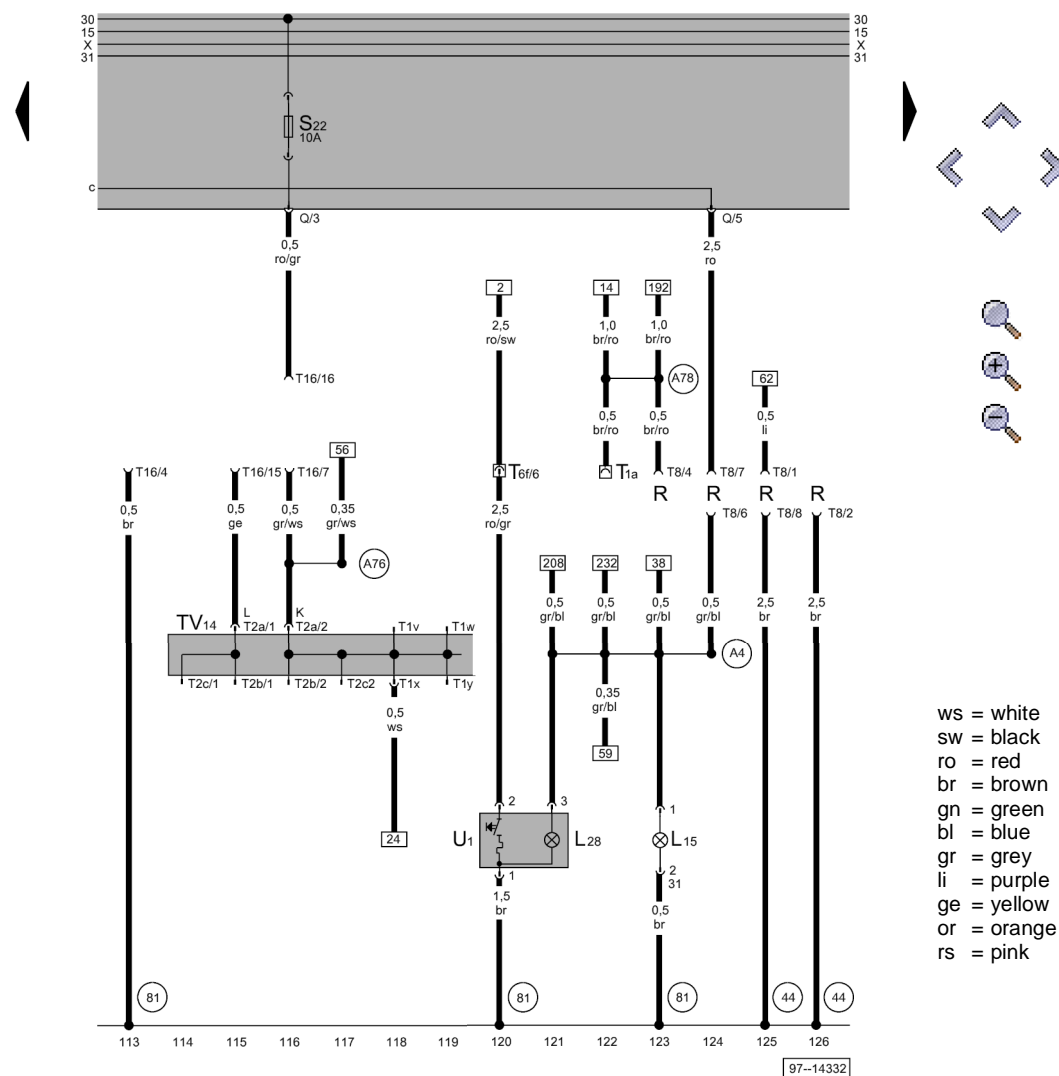 30 30
15 15
X X
31 31
S22
10A
c
Q/3 Q/5
0,5
ro/gr
2,5
ro
2 14 192
2,5
ro/sw
1,0
br/ro
1,0
br/ro
T16/16
A78
62
0,5
br/ro
0,5
br/ro
0,5
li
56
T16/4 T16/15 T16/7 T6f/6 T1a T8/4 T8/7 T8/1
R R R R
0,5
br
0,5
ge
0,5
gr/ws
0,35
gr/ws
2,5
ro/gr
T8/6 T8/8 T8/2
A76
208 232 38
0,5
gr/bl
0,5
gr/bl
0,5
gr/bl
0,5
gr/bl
2,5
br
2,5
br
L K
TV14 T2a/1 T2a/2 T1v T1w
A4
T2c/1 T2b/1 T2b/2 T2c2 T1x T1y
0,35
gr/bl
0,5
ws
59
24
2 3 1
U1 L28 L15
1 2
31
1,5
br
0,5
br
81 81 81 44 44
113 114 115 116 117 118 119 120 121 122 123 124 125 126
97--14332
ws = white
sw = black
ro = red
br = brown
gn = green
bl = blue
gr = grey
li = purple
ge = yellow
or = orange
rs = pink